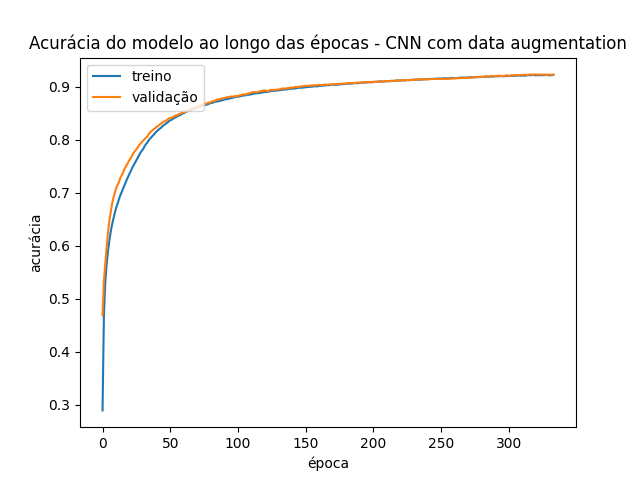 Acurácia do modelo ao longo das épocas - CNN com data augmentation
treino
validação
0.9
0.8
0.7
0.6
0.5
0.4
0.3
acurácia
0 50 100 150 200 250 300
época